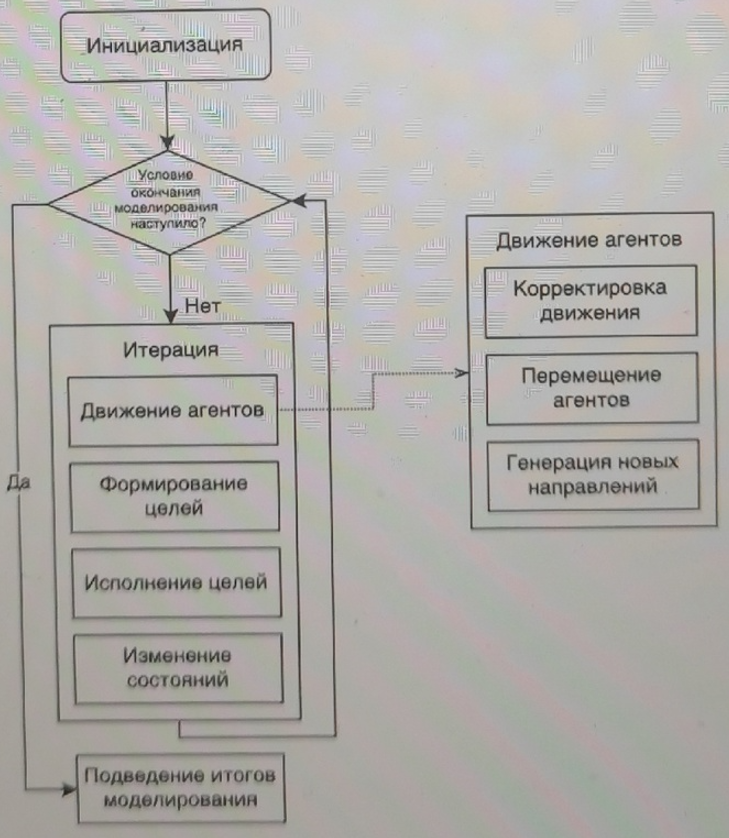 Инициализация
Условие
окончания
моделирования
наступило?
Нет
Да
Итерация
Движение агентов
Формирование
целей
Исполнение целей
Изменение
состояний
Подведение итогов
моделирования
Движение агентов
Корректировка
движения
Перемещение
агентов
Генерация новых
направлений